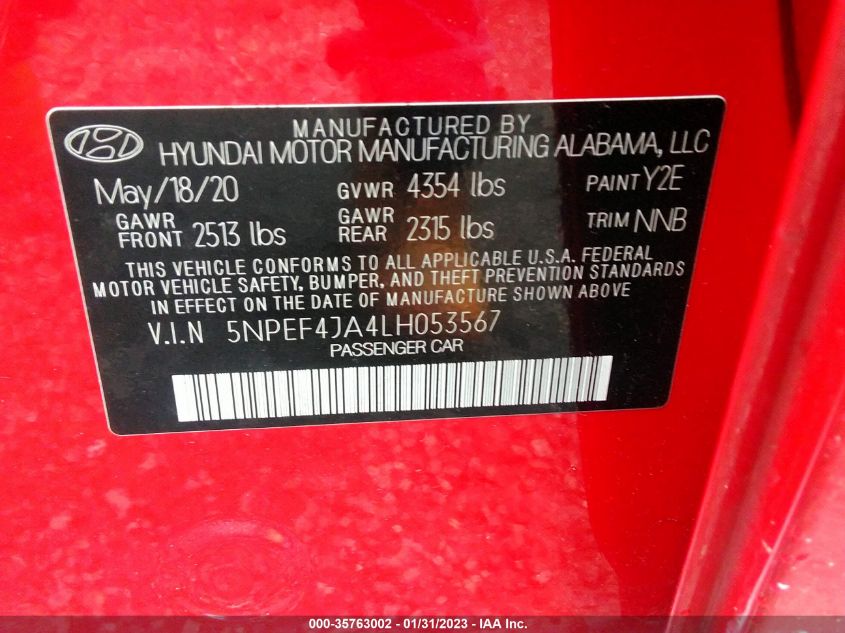 MANUFACTURED BY
HYUNDAI MOTOR MANUFACTURING ALABAMA, LLC
May/18/20 GVWR 4354 lbs PAINT Y2E
GAWR FRONT 2513 lbs GAWR REAR 2315 lbs TRIM NNB
THIS VEHICLE CONFORMS TO ALL APPLICABLE U.S.A. FEDERAL
MOTOR VEHICLE SAFETY, BUMPER, AND THEFT PREVENTION STANDARDS
IN EFFECT ON THE DATE OF MANUFACTURE SHOWN ABOVE
V.I.N 5NPEF4JA4LH053567
PASSENGER CAR
000-35763002 - 01/31/2023 - IAA Inc.